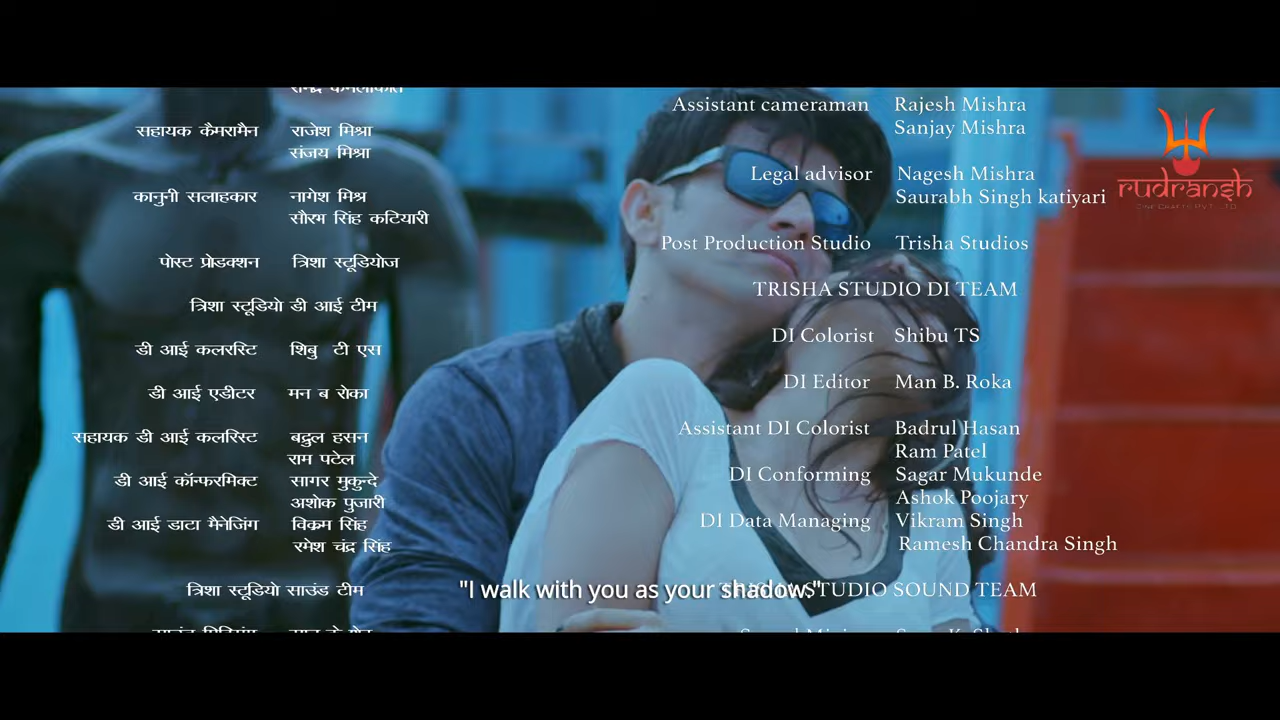 सहायक कैमरामैन राजेश मिश्रा
संजय मिश्रा
कानुनी सलाहकार नागेश मिश्र
सौरभ सिंह कटियारी
पोस्ट प्रोडक्शन त्रिशा स्टूडियोज
त्रिशा स्टूडियो डी आई टीम
डी आई कलरस्टि शिबु टी एस
डी आई एडीटर मन ब रोका
सहायक डी आई कलरिस्ट बद्रुल हसन
राम पटेल
डी आई कॉन्फरमिक्ट सागर मुकुन्दे
अशोक पुजारी
डी आई डाटा मैनेजिंग विक्रम सिंह
रमेश चंद्र सिंह
त्रिशा स्टूडियो साउंड टीम
Assistant cameraman Rajesh Mishra
Sanjay Mishra
Legal advisor Nagesh Mishra
Saurabh Singh katiyari
Post Production Studio Trisha Studios
TRISHA STUDIO DI TEAM
DI Colorist Shibu TS
DI Editor Man B. Roka
Assistant DI Colorist Badrul Hasan
Ram Patel
DI Conforming Sagar Mukunde
Ashok Poojary
DI Data Managing Vikram Singh
Ramesh Chandra Singh
STUDIO SOUND TEAM
"I walk with you as your shadow."
rudransh